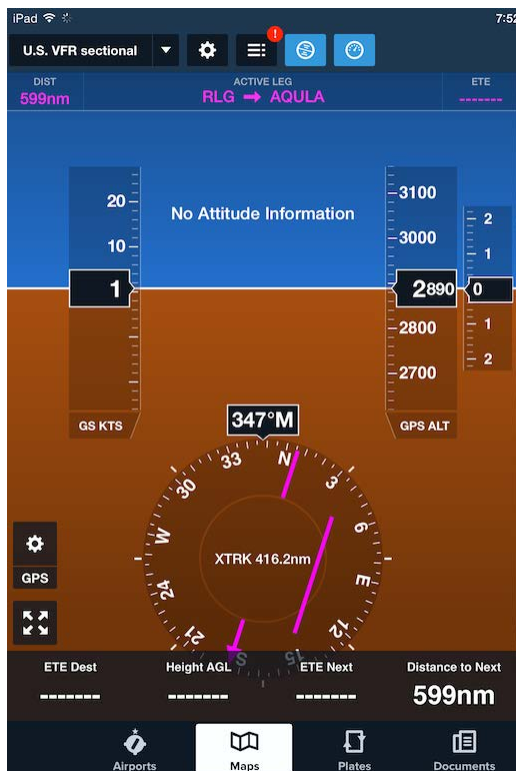 iPad 7:52
U.S. VFR sectional
!
DIST ACTIVE LEG ETE
599nm RLG → AQULA -------
No Attitude Information
20
10
1
GS KTS
3100
3000
2890
2800
2700
GPS ALT
2
1
0
1
2
347°M
33 N 3 6 E 12 15 S 21 24 W 30
XTRK 416.2nm
GPS
ETE Dest Height AGL ETE Next Distance to Next
------- ------- ------- 599nm
Airports Maps Plates Documents